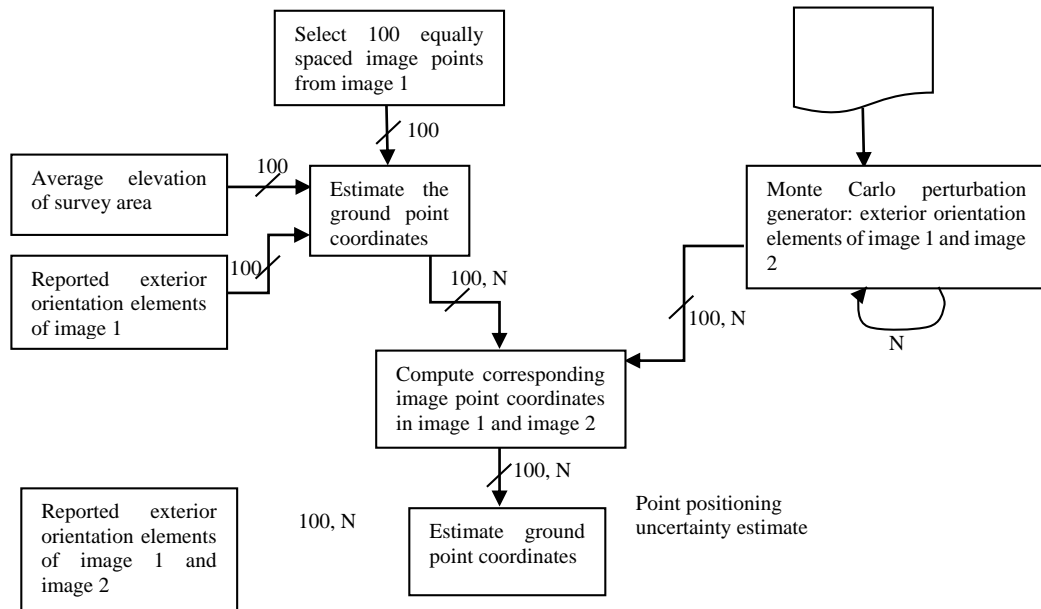 Select 100 equally
spaced image points
from image 1
100
Average elevation
of survey area
100
Estimate the
ground point
coordinates
Monte Carlo perturbation
generator: exterior orientation
elements of image 1 and image
2
Reported exterior
orientation elements
of image 1
100
100, N
100, N
N
Compute corresponding
image point coordinates
in image 1 and image 2
100, N
Reported exterior
orientation elements
of image 1 and
image 2
100, N
Estimate ground
point coordinates
Point positioning
uncertainty estimate